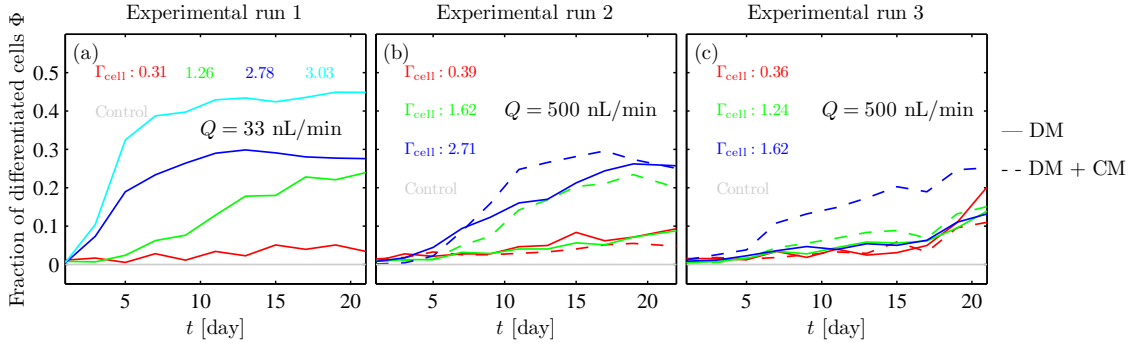 Experimental run 1
Experimental run 2
Experimental run 3
Fraction of differentiated cells Φ
(a)
Γcell : 0.31 1.26 2.78 3.03
Control
Q = 33 nL/min
0.5
0.4
0.3
0.2
0.1
0
5 10 15 20
t [day]
(b)
Γcell : 0.39
Γcell : 1.62
Q = 500 nL/min
Γcell : 2.71
Control
5 10 15 20
t [day]
(c)
Γcell : 0.36
Γcell : 1.24
Q = 500 nL/min
Γcell : 1.62
Control
5 10 15 20
t [day]
DM
DM + CM